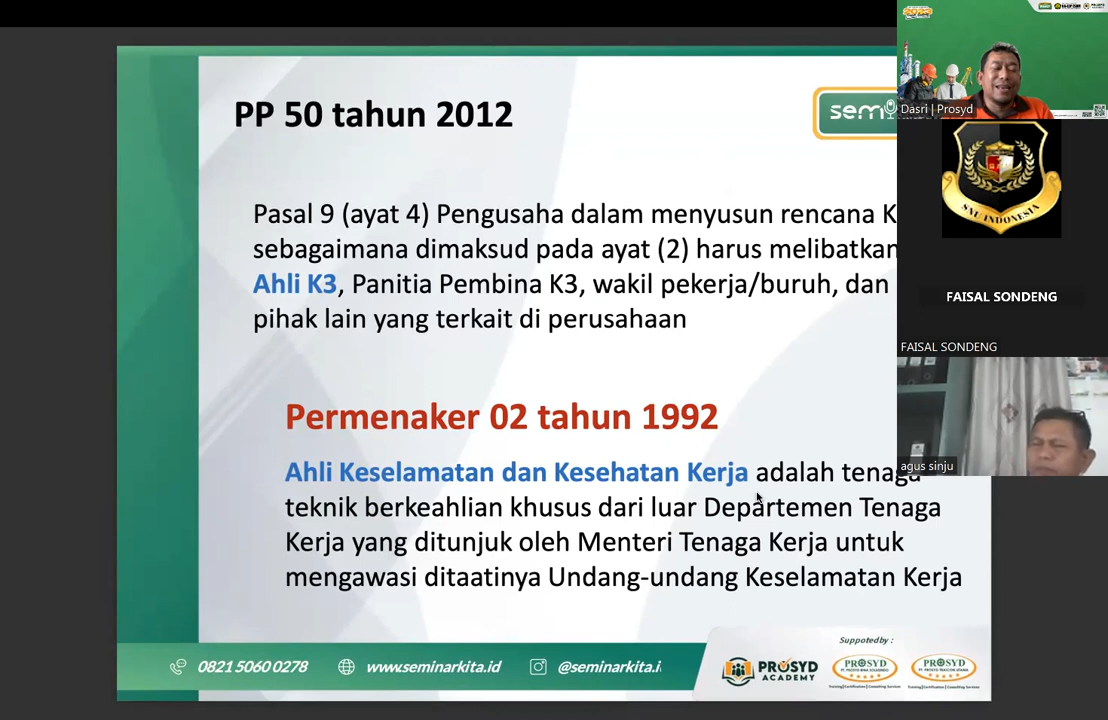 PP 50 tahun 2012
semi
Pasal 9 (ayat 4) Pengusaha dalam menyusun rencana K
sebagaimana dimaksud pada ayat (2) harus melibatkan
Ahli K3, Panitia Pembina K3, wakil pekerja/buruh, dan
pihak lain yang terkait di perusahaan
Permenaker 02 tahun 1992
Ahli Keselamatan dan Kesehatan Kerja adalah tenaga
teknik berkeahlian khusus dari luar Departemen Tenaga
Kerja yang ditunjuk oleh Menteri Tenaga Kerja untuk
mengawasi ditaatinya Undang-undang Keselamatan Kerja
0821 5060 0278
www.seminarkita.id
@seminarkita.i
Suppotedby :
PROSYD
ACADEMY
PROSYD
PROSYD
Dasri | Prosyd
SNU INDONESIA
FAISAL SONDENG
FAISAL SONDENG
agus sinju